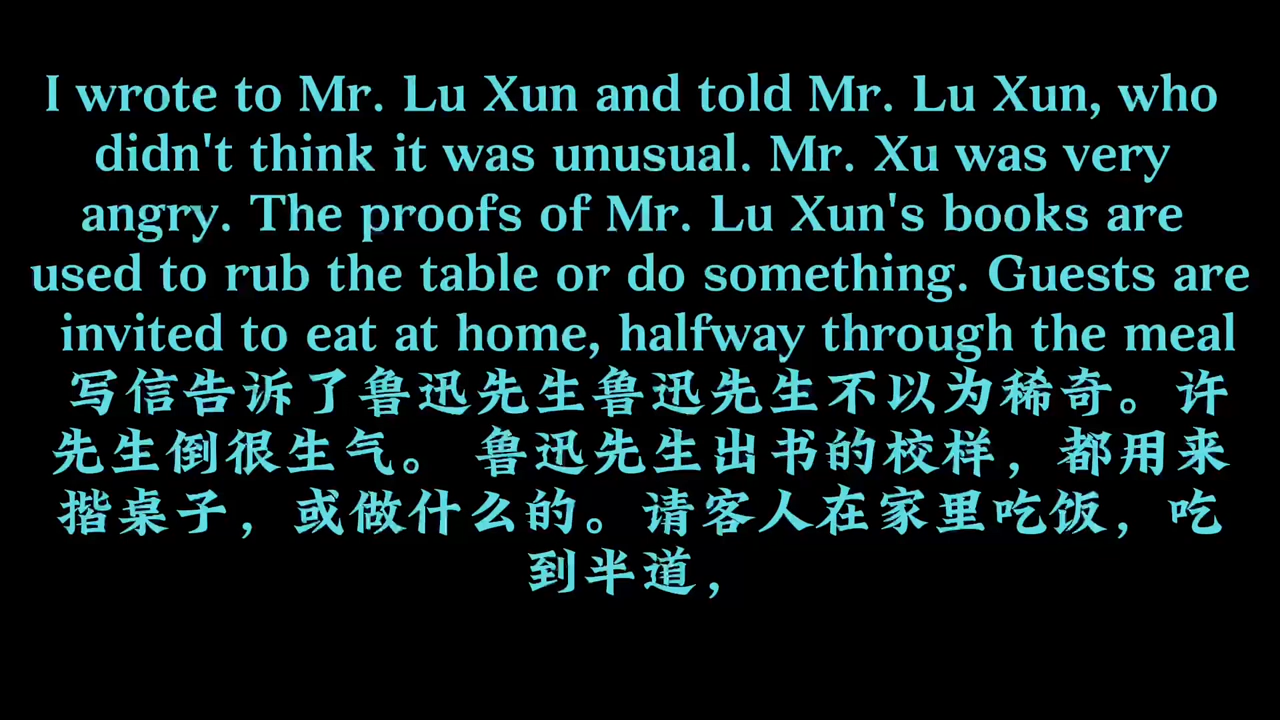 I wrote to Mr. Lu Xun and told Mr. Lu Xun, who
didn't think it was unusual. Mr. Xu was very
angry. The proofs of Mr. Lu Xun's books are
used to rub the table or do something. Guests are
invited to eat at home, halfway through the meal
写信告诉了鲁迅先生鲁迅先生不以为稀奇。许
先生倒很生气。 鲁迅先生出书的校样，都用来
揩桌子，或做什么的。请客人在家里吃饭，吃
到半道，